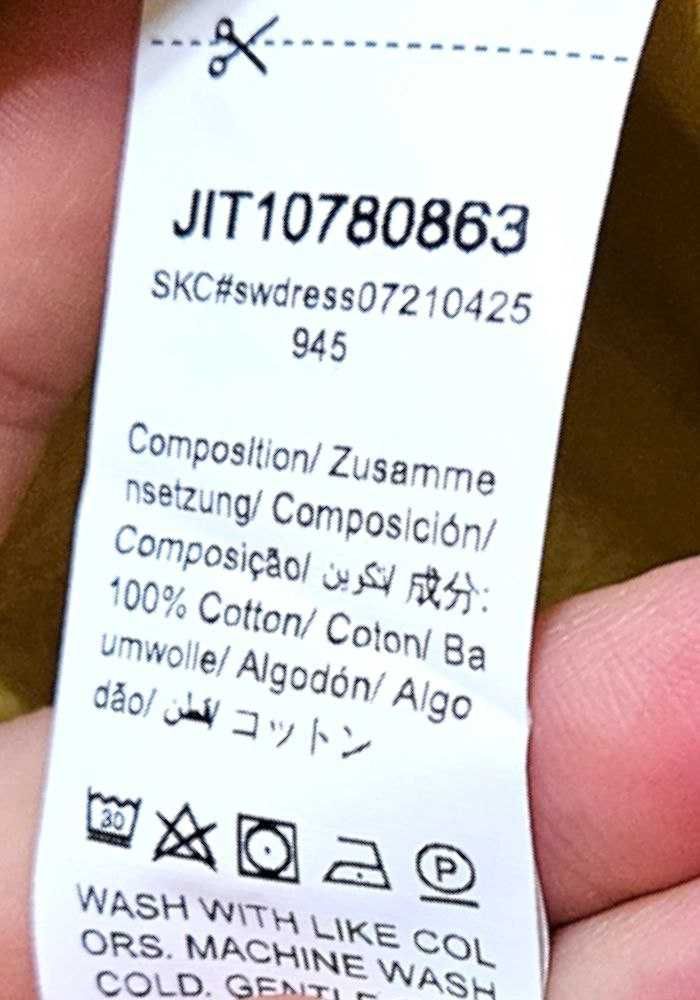 JIT10780863
SKC#swdress07210425
945
Composition/ Zusamme
nsetzung/ Composición/
Composição/ تكوين/ 成分:
100% Cotton/ Coton/ Ba
umwolle/ Algodón/ Algo
dão/ قطن/ コットン
30
P
WASH WITH LIKE COL
ORS. MACHINE WASH
COLD. GENTLE